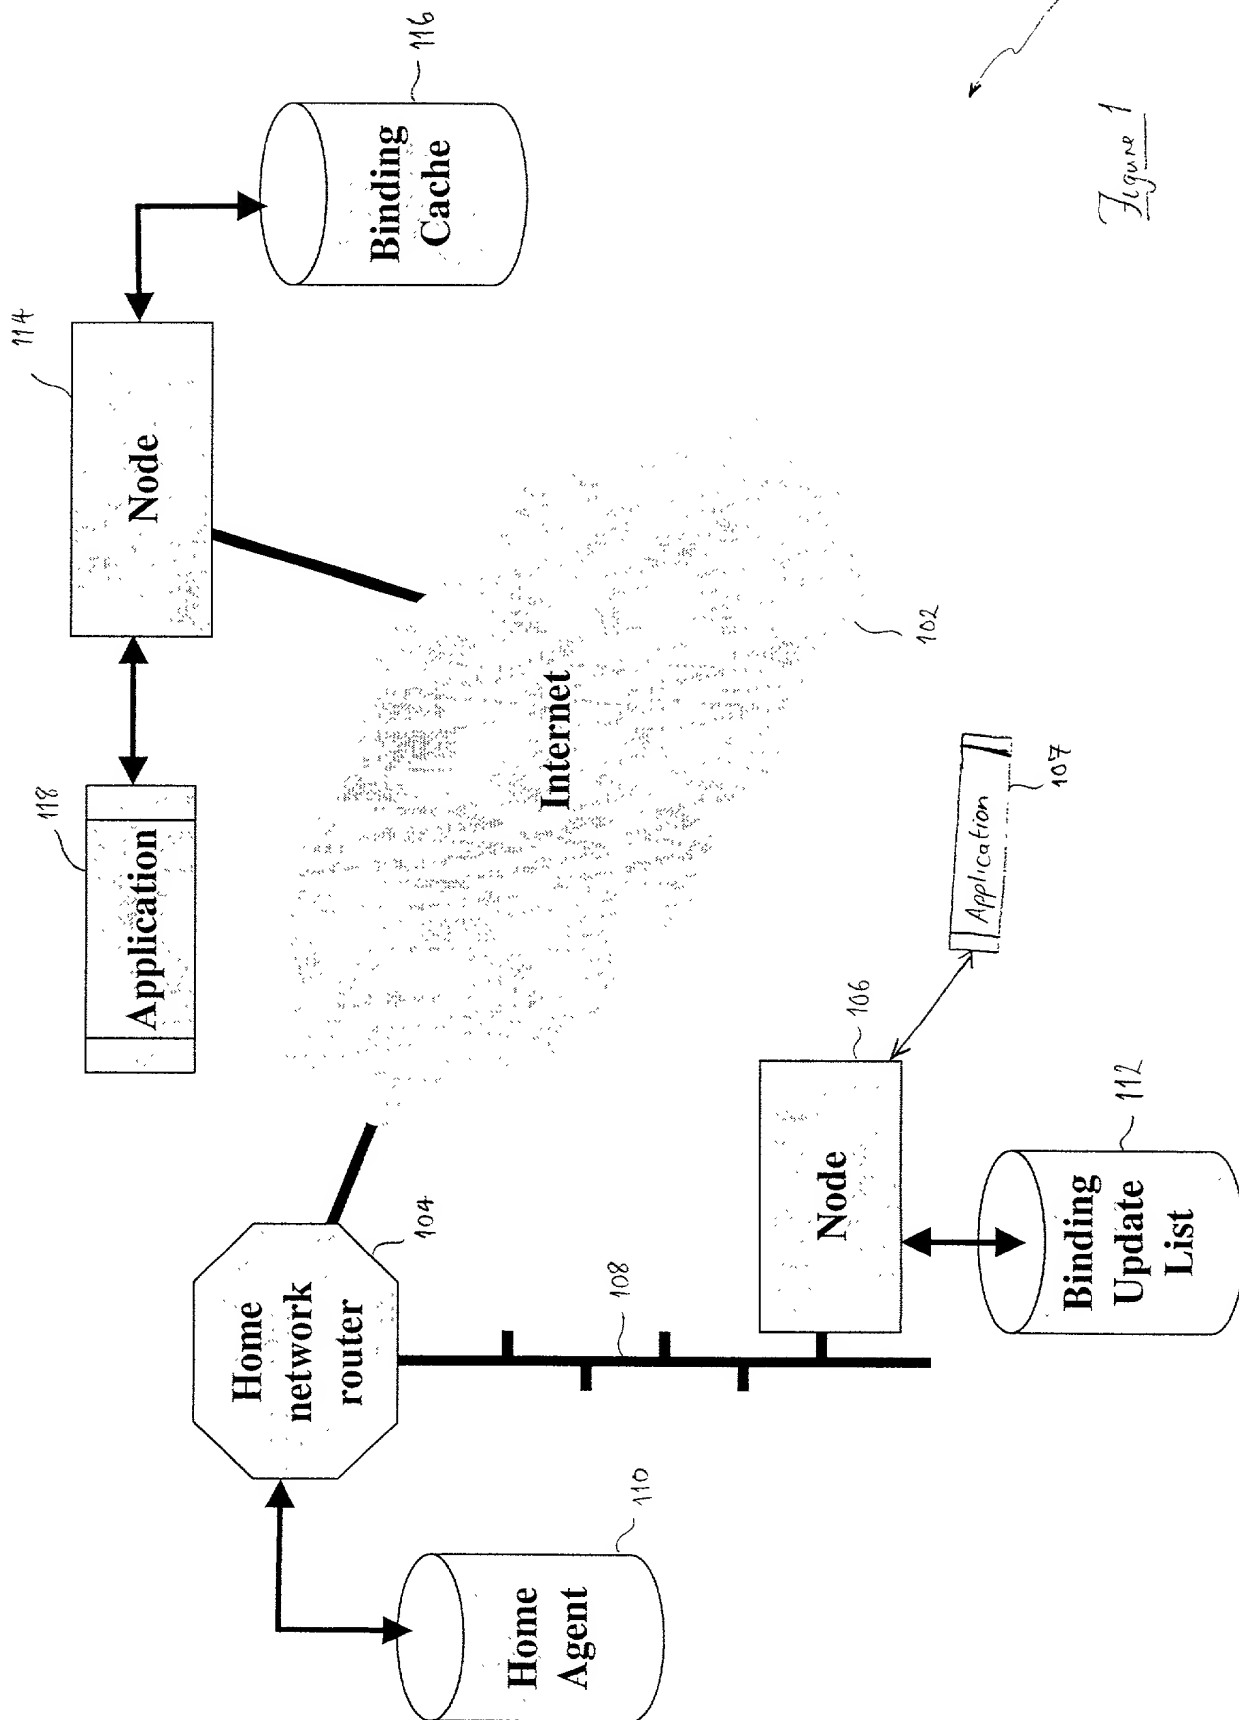 118
Application
114
Node
116
Binding
Cache
Home
network
router
104
Internet
102
Home
Agent
110
108
Node
106
Application
107
Binding
Update
List
112
Figure 1